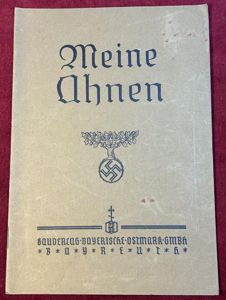 Meine
Ahnen
Gauverlag-Bayerische-Ostmark-GmbH
*B*A*Y*R*E*U*T*H*